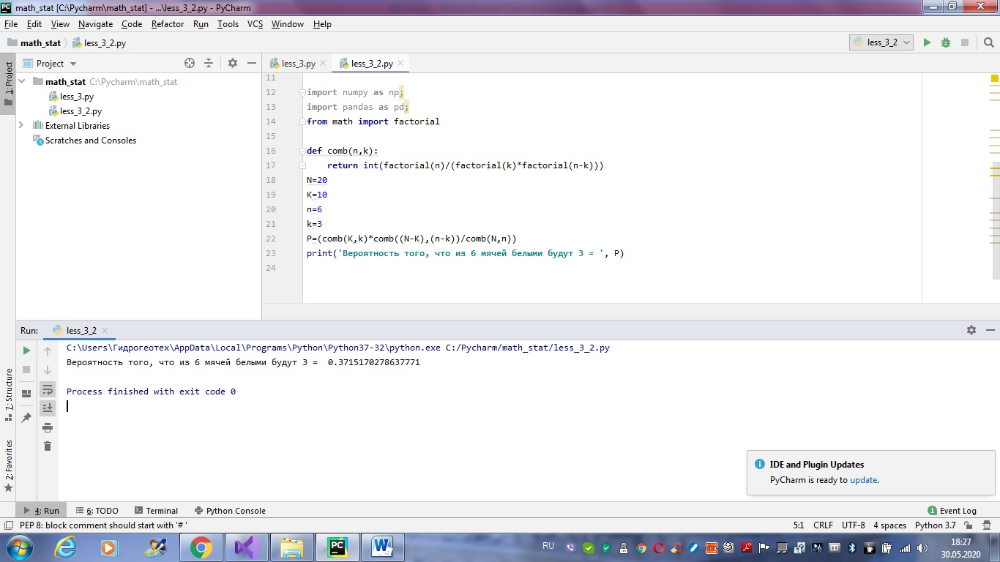 math_stat [C:\Pycharm\math_stat] - ...\less_3_2.py - PyCharm
File Edit View Navigate Code Refactor Run Tools VCS Window Help
math_stat less_3_2.py less_3_2
1: Project
Project
less_3.py less_3_2.py
math_stat C:\Pycharm\math_stat
less_3.py
less_3_2.py
External Libraries
Scratches and Consoles
11
12 import numpy as np;
13 import pandas as pd;
14 from math import factorial
15
16 def comb(n,k):
17 return int(factorial(n)/(factorial(k)*factorial(n-k)))
18 N=20
19 K=10
20 n=6
21 k=3
22 P=(comb(K,k)*comb((N-K),(n-k))/comb(N,n))
23 print('Вероятность того, что из 6 мячей белыми будут 3 = ', P)
24
Run: less_3_2
C:\Users\Гидрогеотех\AppData\Local\Programs\Python\Python37-32\python.exe C:/Pycharm/math_stat/less_3_2.py
Вероятность того, что из 6 мячей белыми будут 3 =  0.3715170278637771
Process finished with exit code 0
7: Structure
2: Favorites
IDE and Plugin Updates
PyCharm is ready to update.
4: Run 6: TODO Terminal Python Console 1 Event Log
PEP 8: block comment should start with '# ' 5:1 CRLF UTF-8 4 spaces Python 3.7
PC W RU CCN 18:27
30.05.2020